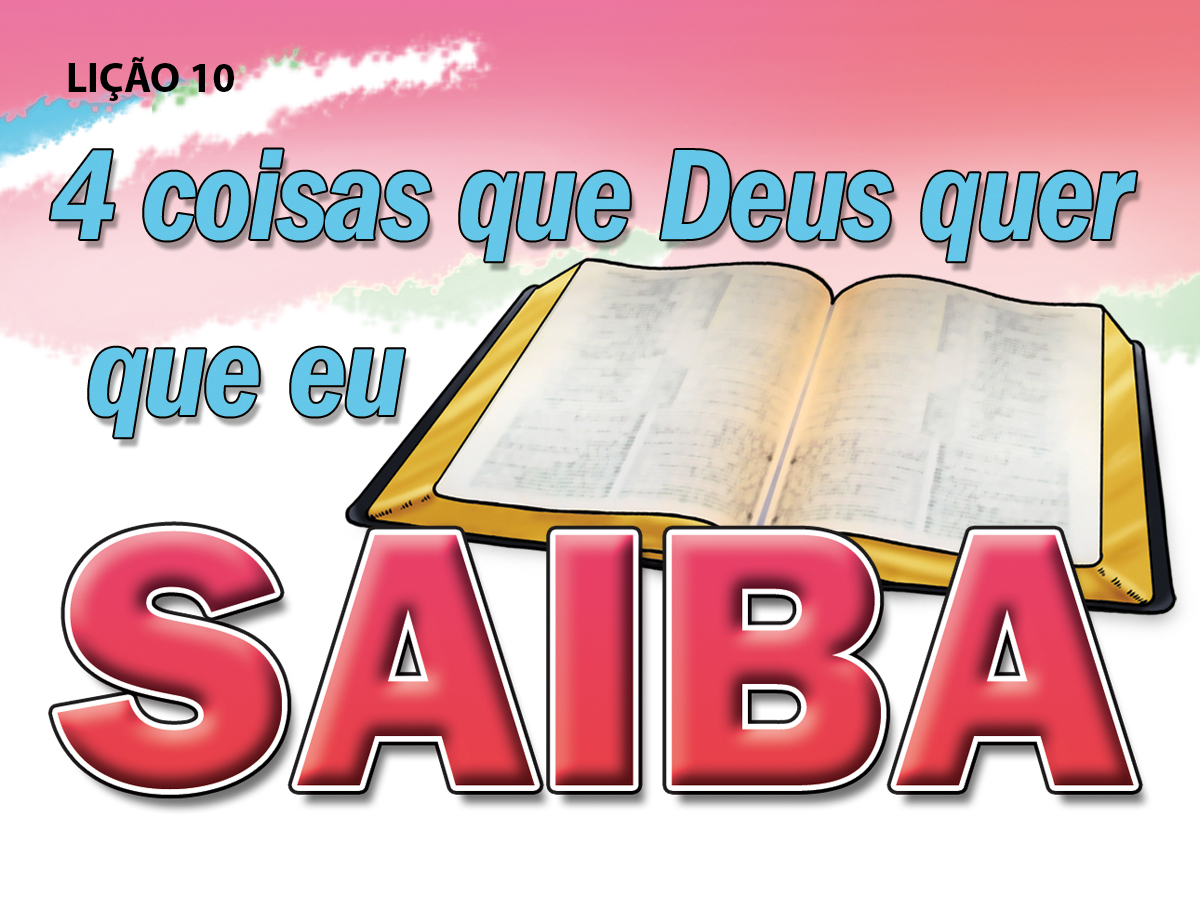 LIÇÃO 10
4 coisas que Deus quer
que eu
SAIBA